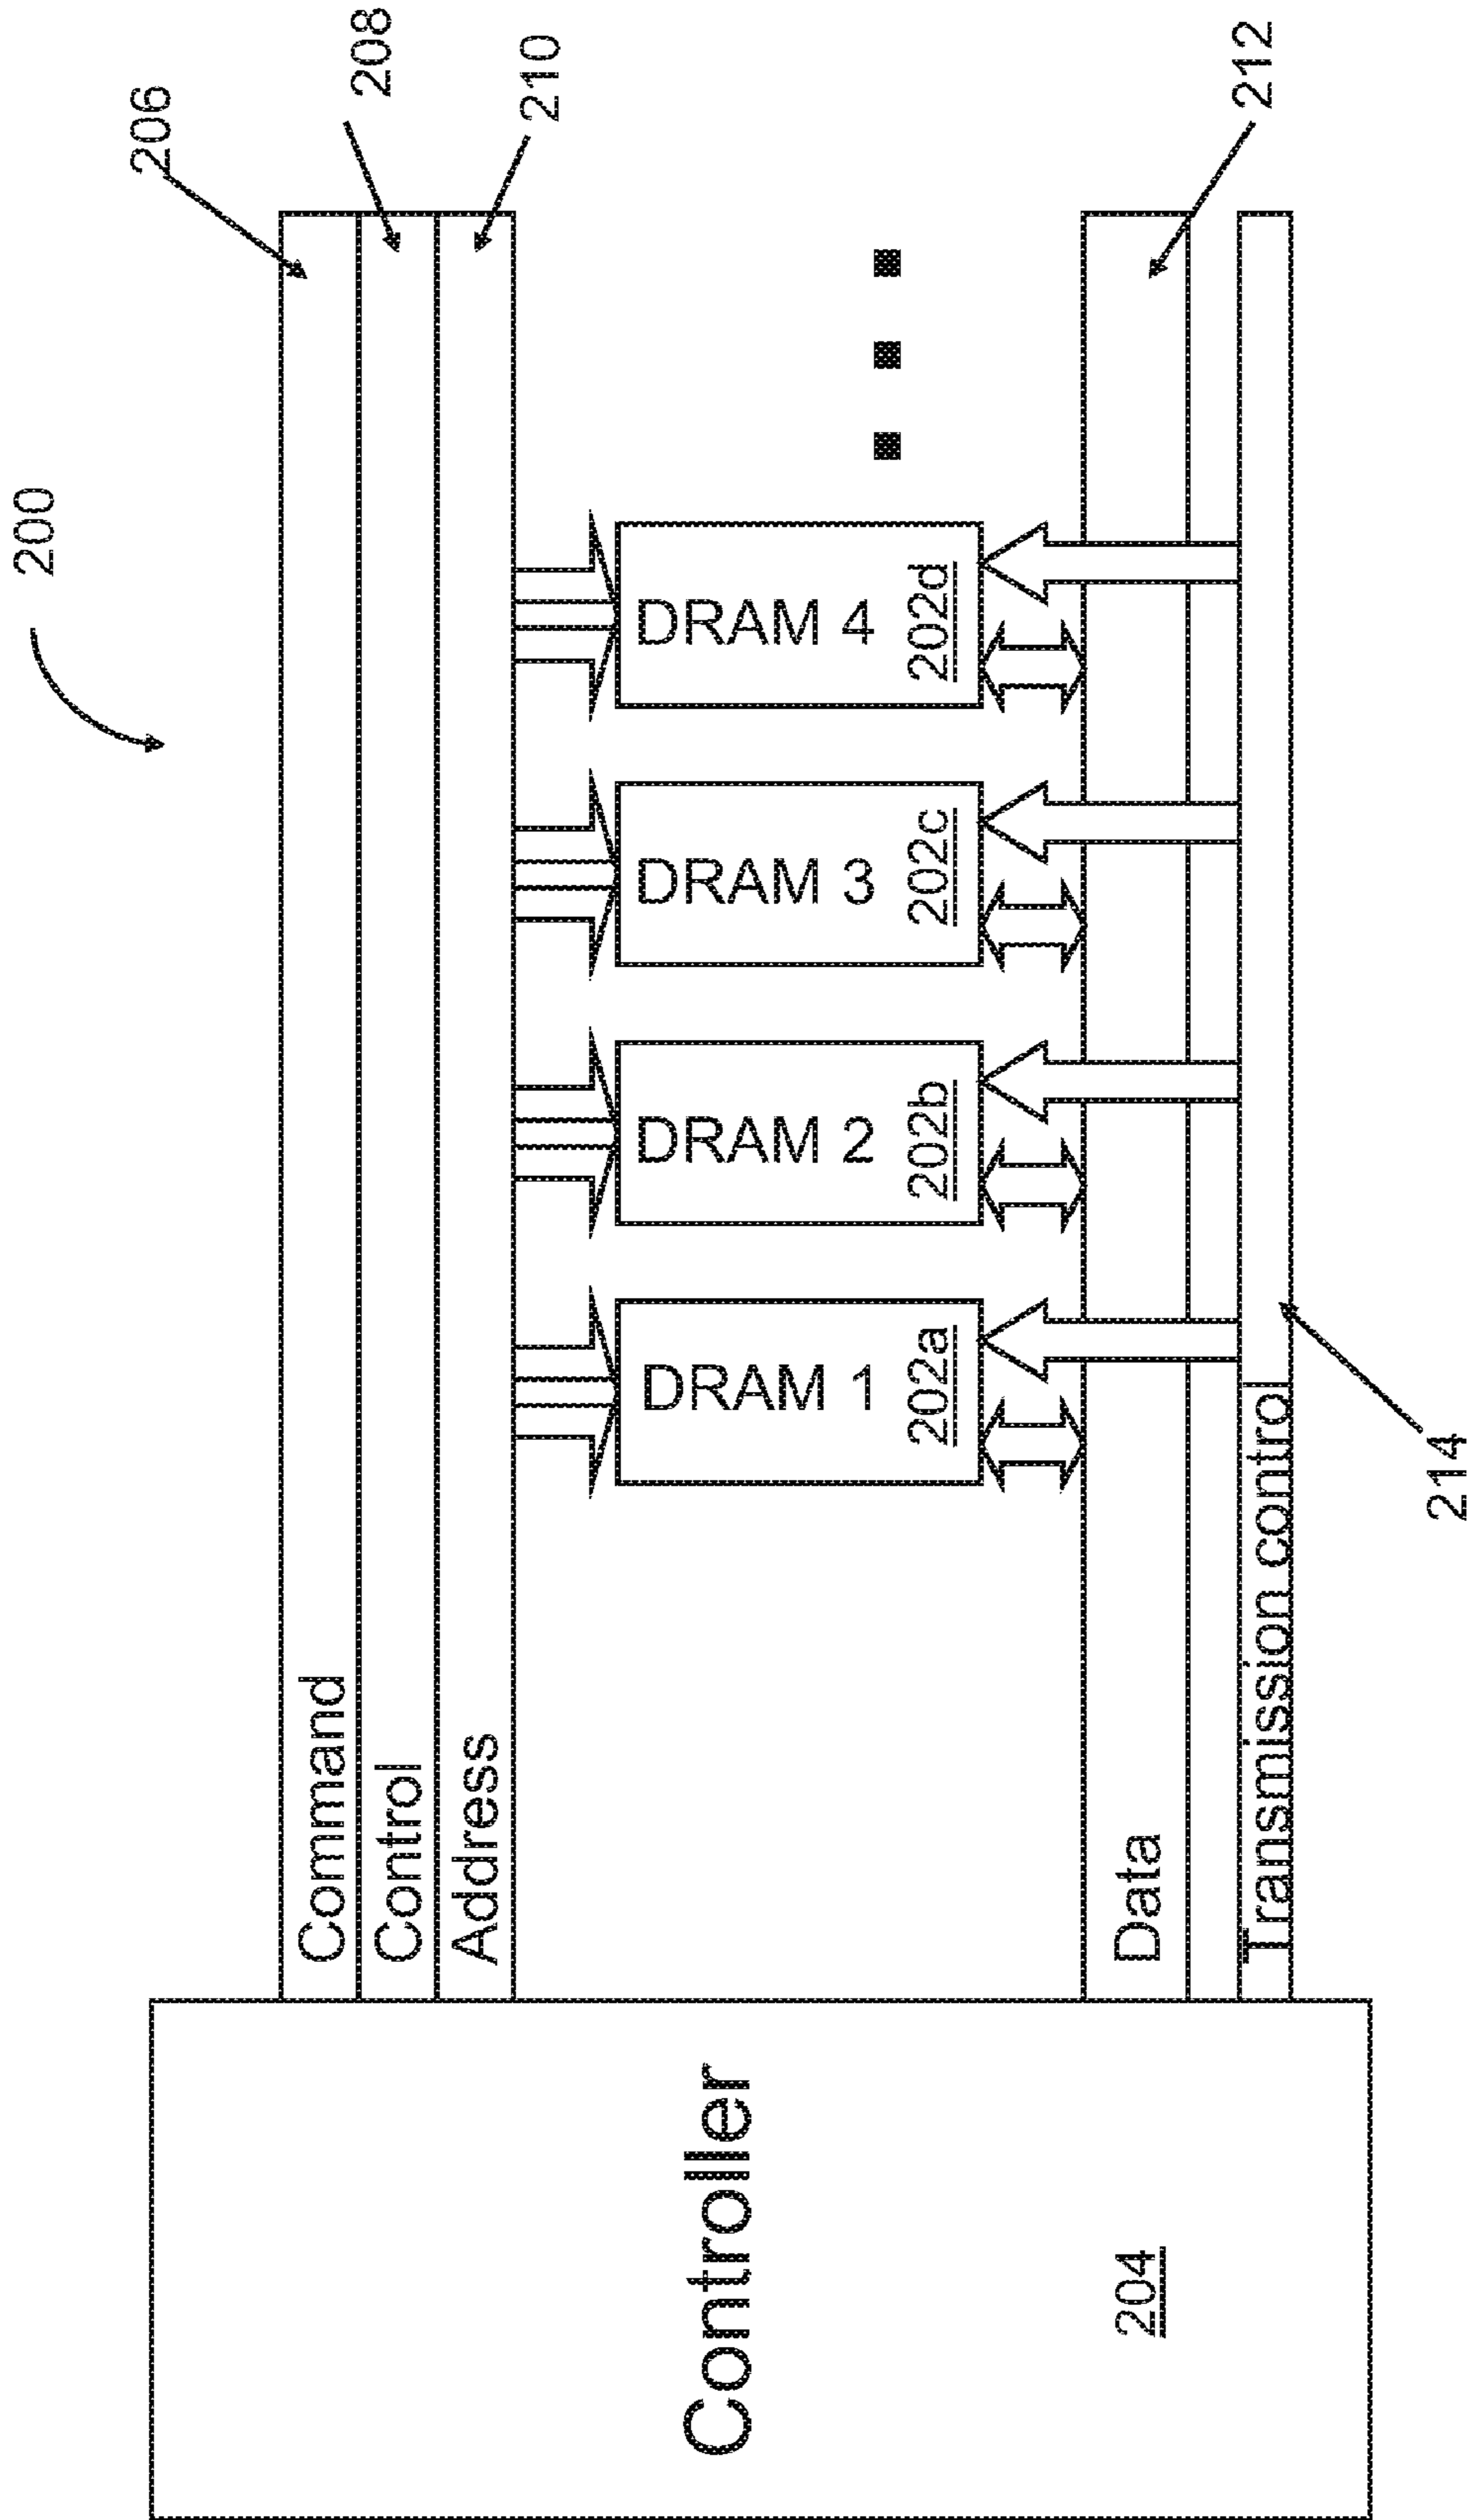 200
206
208
210
Command
Control
Address
DRAM 1
202a
DRAM 2
202b
DRAM 3
202c
DRAM 4
202d
Controller
204
Data
212
Transmission control
214